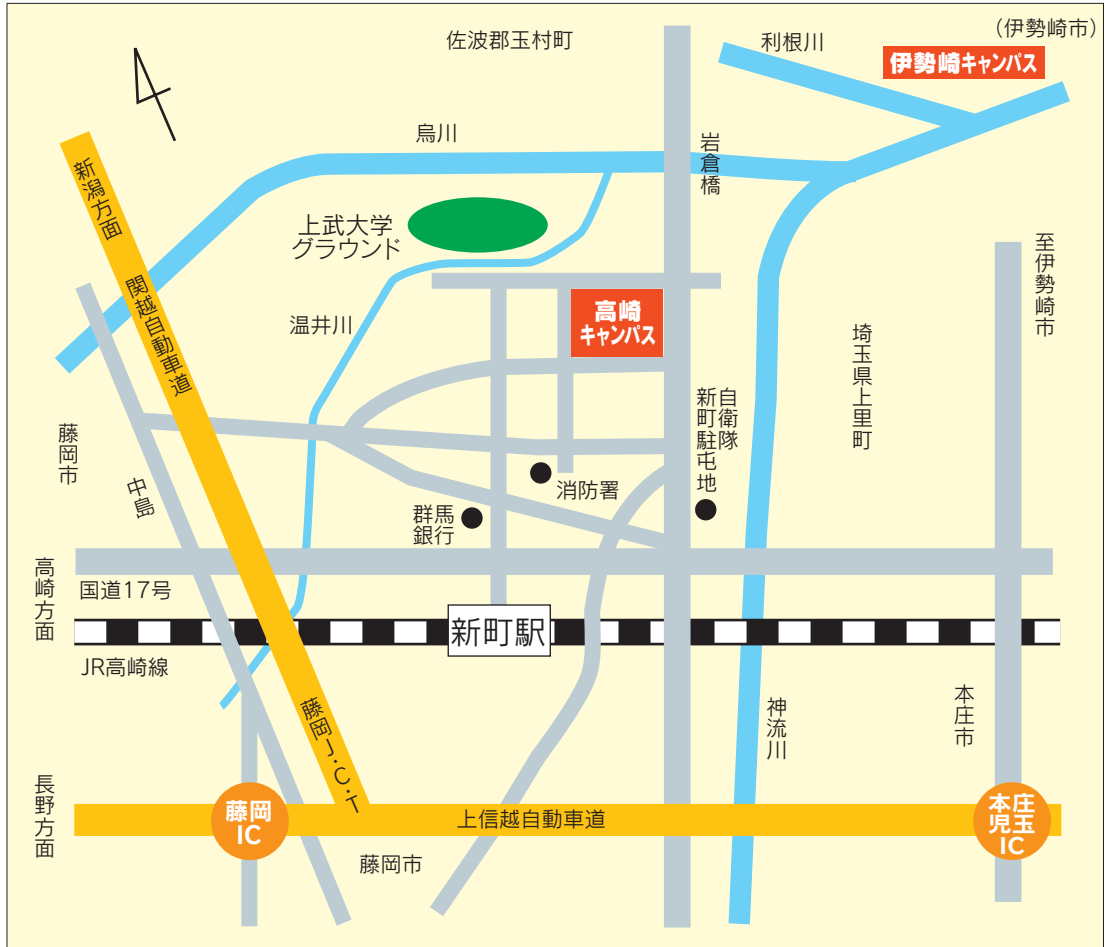 佐波郡玉村町
利根川
(伊勢崎市)
伊勢崎キャンパス
烏川
岩倉橋
新潟方面
上武大学
グラウンド
至伊勢崎市
関越自動車道
温井川
高崎
キャンパス
埼玉県上里町
藤岡市
自衛隊
新町駐屯地
中島
消防署
群馬
銀行
高崎方面
国道17号
新町駅
JR高崎線
藤岡J・C・T
神流川
本庄市
長野方面
藤岡
IC
上信越自動車道
本庄
児玉
IC
藤岡市